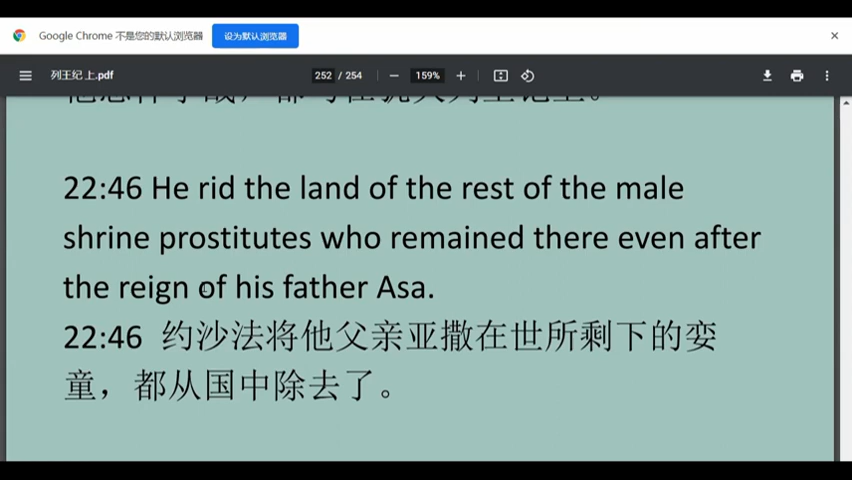 Google Chrome 不是您的默认浏览器 设为默认浏览器
列王纪 上.pdf 252 / 254 159%
22:46 He rid the land of the rest of the male
shrine prostitutes who remained there even after
the reign of his father Asa.
22:46 约沙法将他父亲亚撒在世所剩下的娈
童，都从国中除去了。